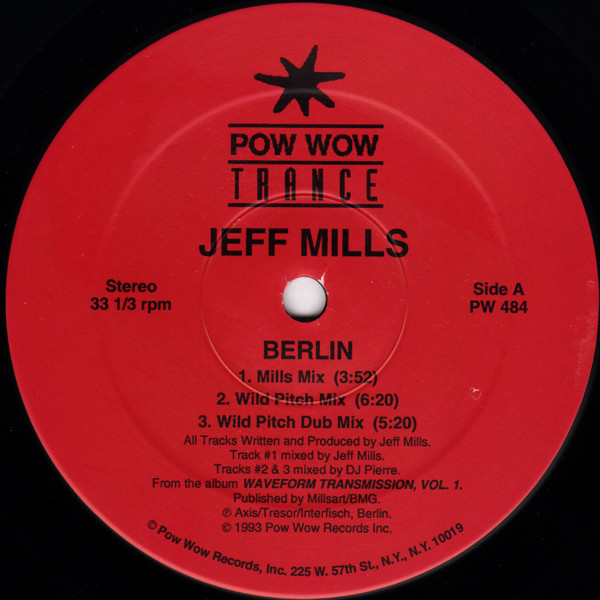 POW WOW
TRANCE
JEFF MILLS
Stereo
33 1/3 rpm
Side A
PW 484
BERLIN
1. Mills Mix (3:52)
2. Wild Pitch Mix (6:20)
3. Wild Pitch Dub Mix (5:20)
All Tracks Written and Produced by Jeff Mills.
Track #1 mixed by Jeff Mills.
Tracks #2 & 3 mixed by DJ Pierre.
From the album WAVEFORM TRANSMISSION, VOL. 1.
Published by Millsart/BMG.
℗ Axis/Tresor/Interfisch, Berlin.
© 1993 Pow Wow Records Inc.
© Pow Wow Records, Inc. 225 W. 57th St., N.Y., N.Y. 10019